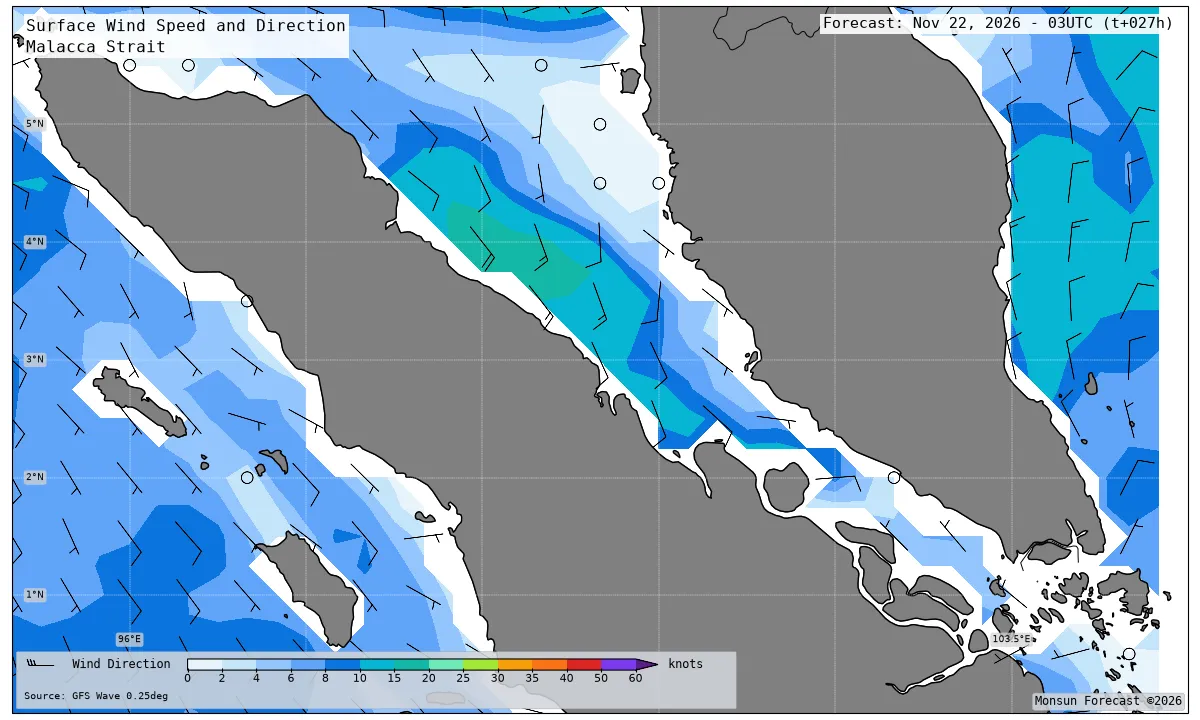 Surface Wind Speed and Direction
Malacca Strait
Forecast: Nov 22, 2026 - 03UTC (t+027h)
5°N
4°N
3°N
2°N
1°N
96°E
103.5°E
Wind Direction
0 2 4 6 8 10 12 15 20 25 30 35 40 50 60
knots
Source: GFS Wave 0.25deg
Monsun Forecast ©2026